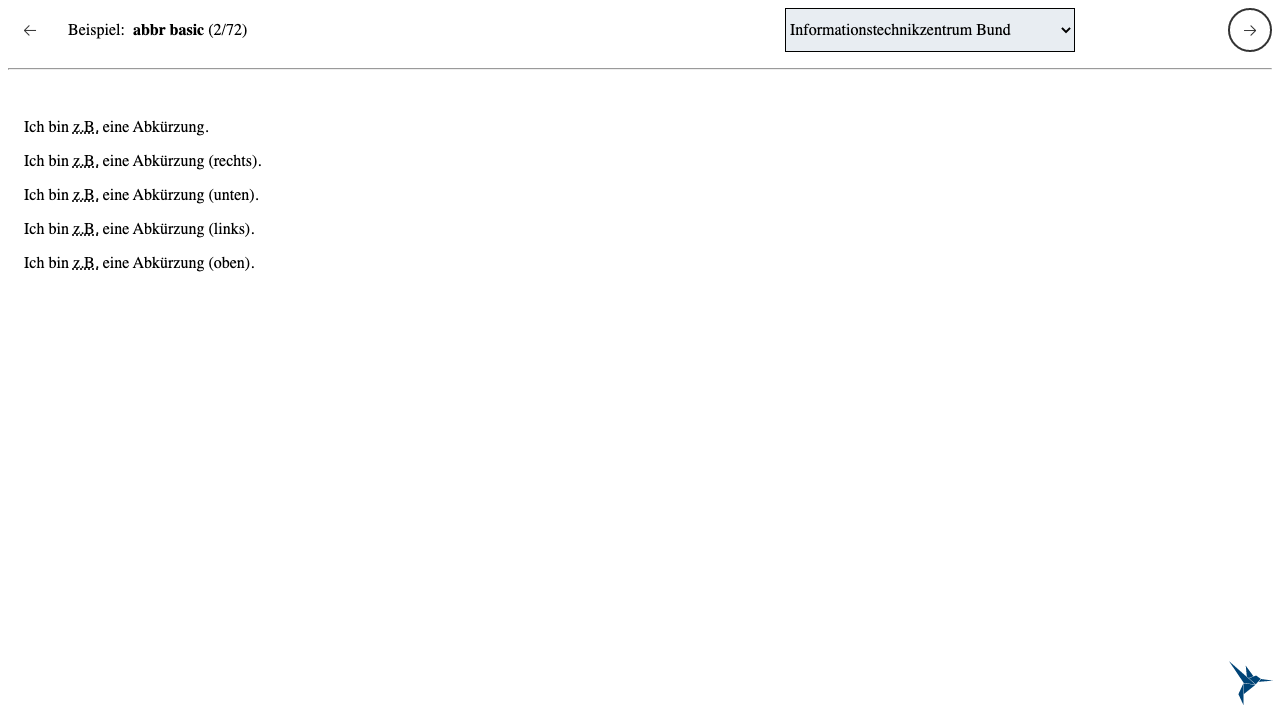 Beispiel: abbr basic (2/72)
Informationstechnikzentrum Bund
Ich bin z.B. eine Abkürzung.
Ich bin z.B. eine Abkürzung (rechts).
Ich bin z.B. eine Abkürzung (unten).
Ich bin z.B. eine Abkürzung (links).
Ich bin z.B. eine Abkürzung (oben).